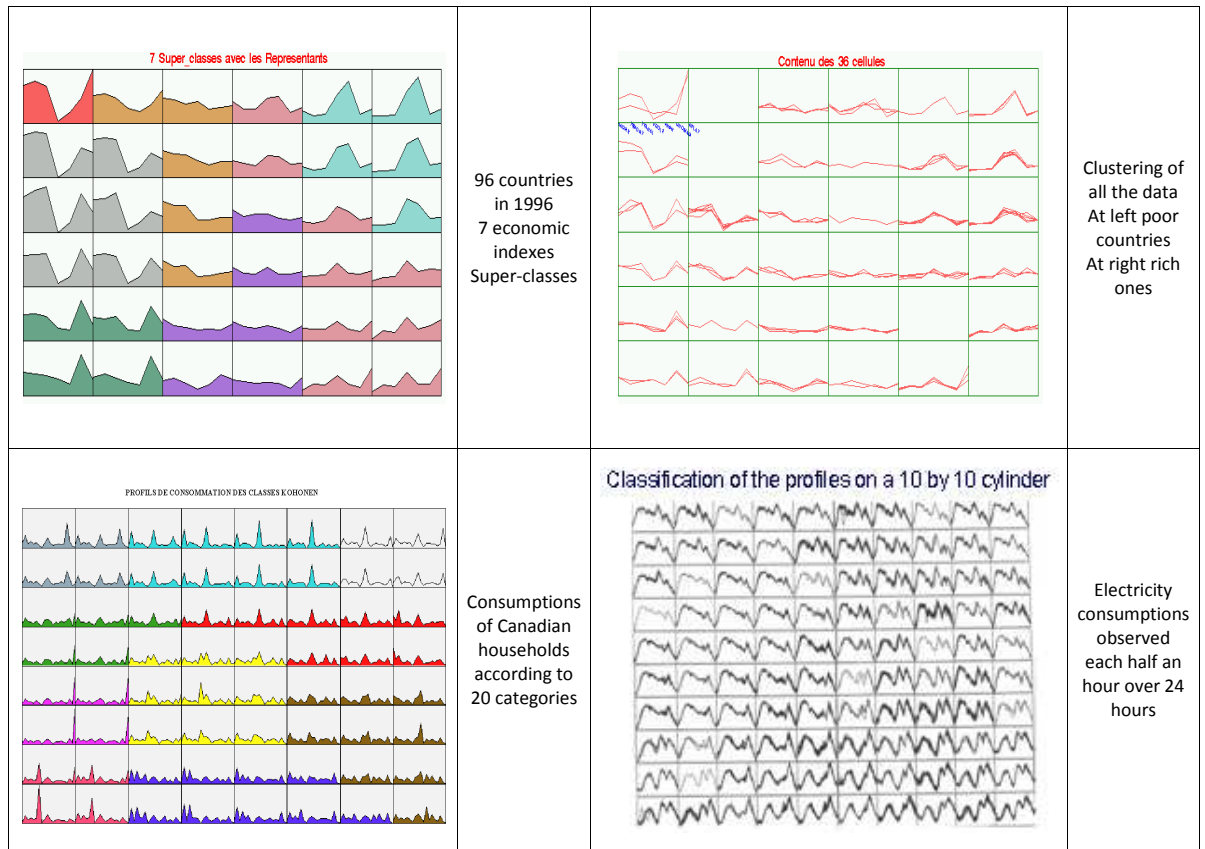 7 Super_classes avec les Representants
96 countries
in 1996
7 economic
indexes
Super-classes
Contenu des 36 cellules
Clustering of
all the data
At left poor
countries
At right rich
ones
PROFILS DE CONSOMMATION DES CLASSES KOHONEN
Consumptions
of Canadian
households
according to
20 categories
Classification of the profiles on a 10 by 10 cylinder
Electricity
consumptions
observed
each half an
hour over 24
hours